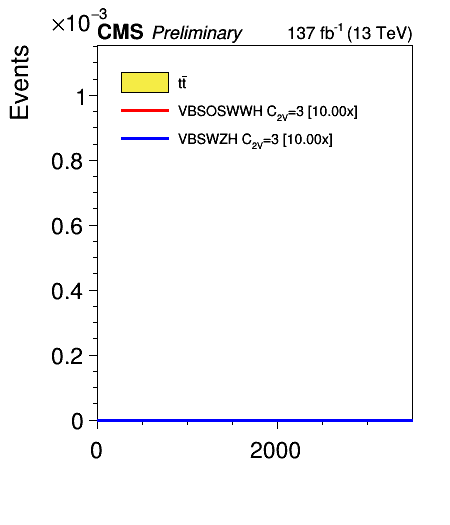 ×10⁻³
CMS Preliminary 137 fb⁻¹ (13 TeV)
Events
tt̄
VBSOSWWH C₂ᵥ=3 [10.00x]
VBSWZH C₂ᵥ=3 [10.00x]
1
0.8
0.6
0.4
0.2
0
0 2000